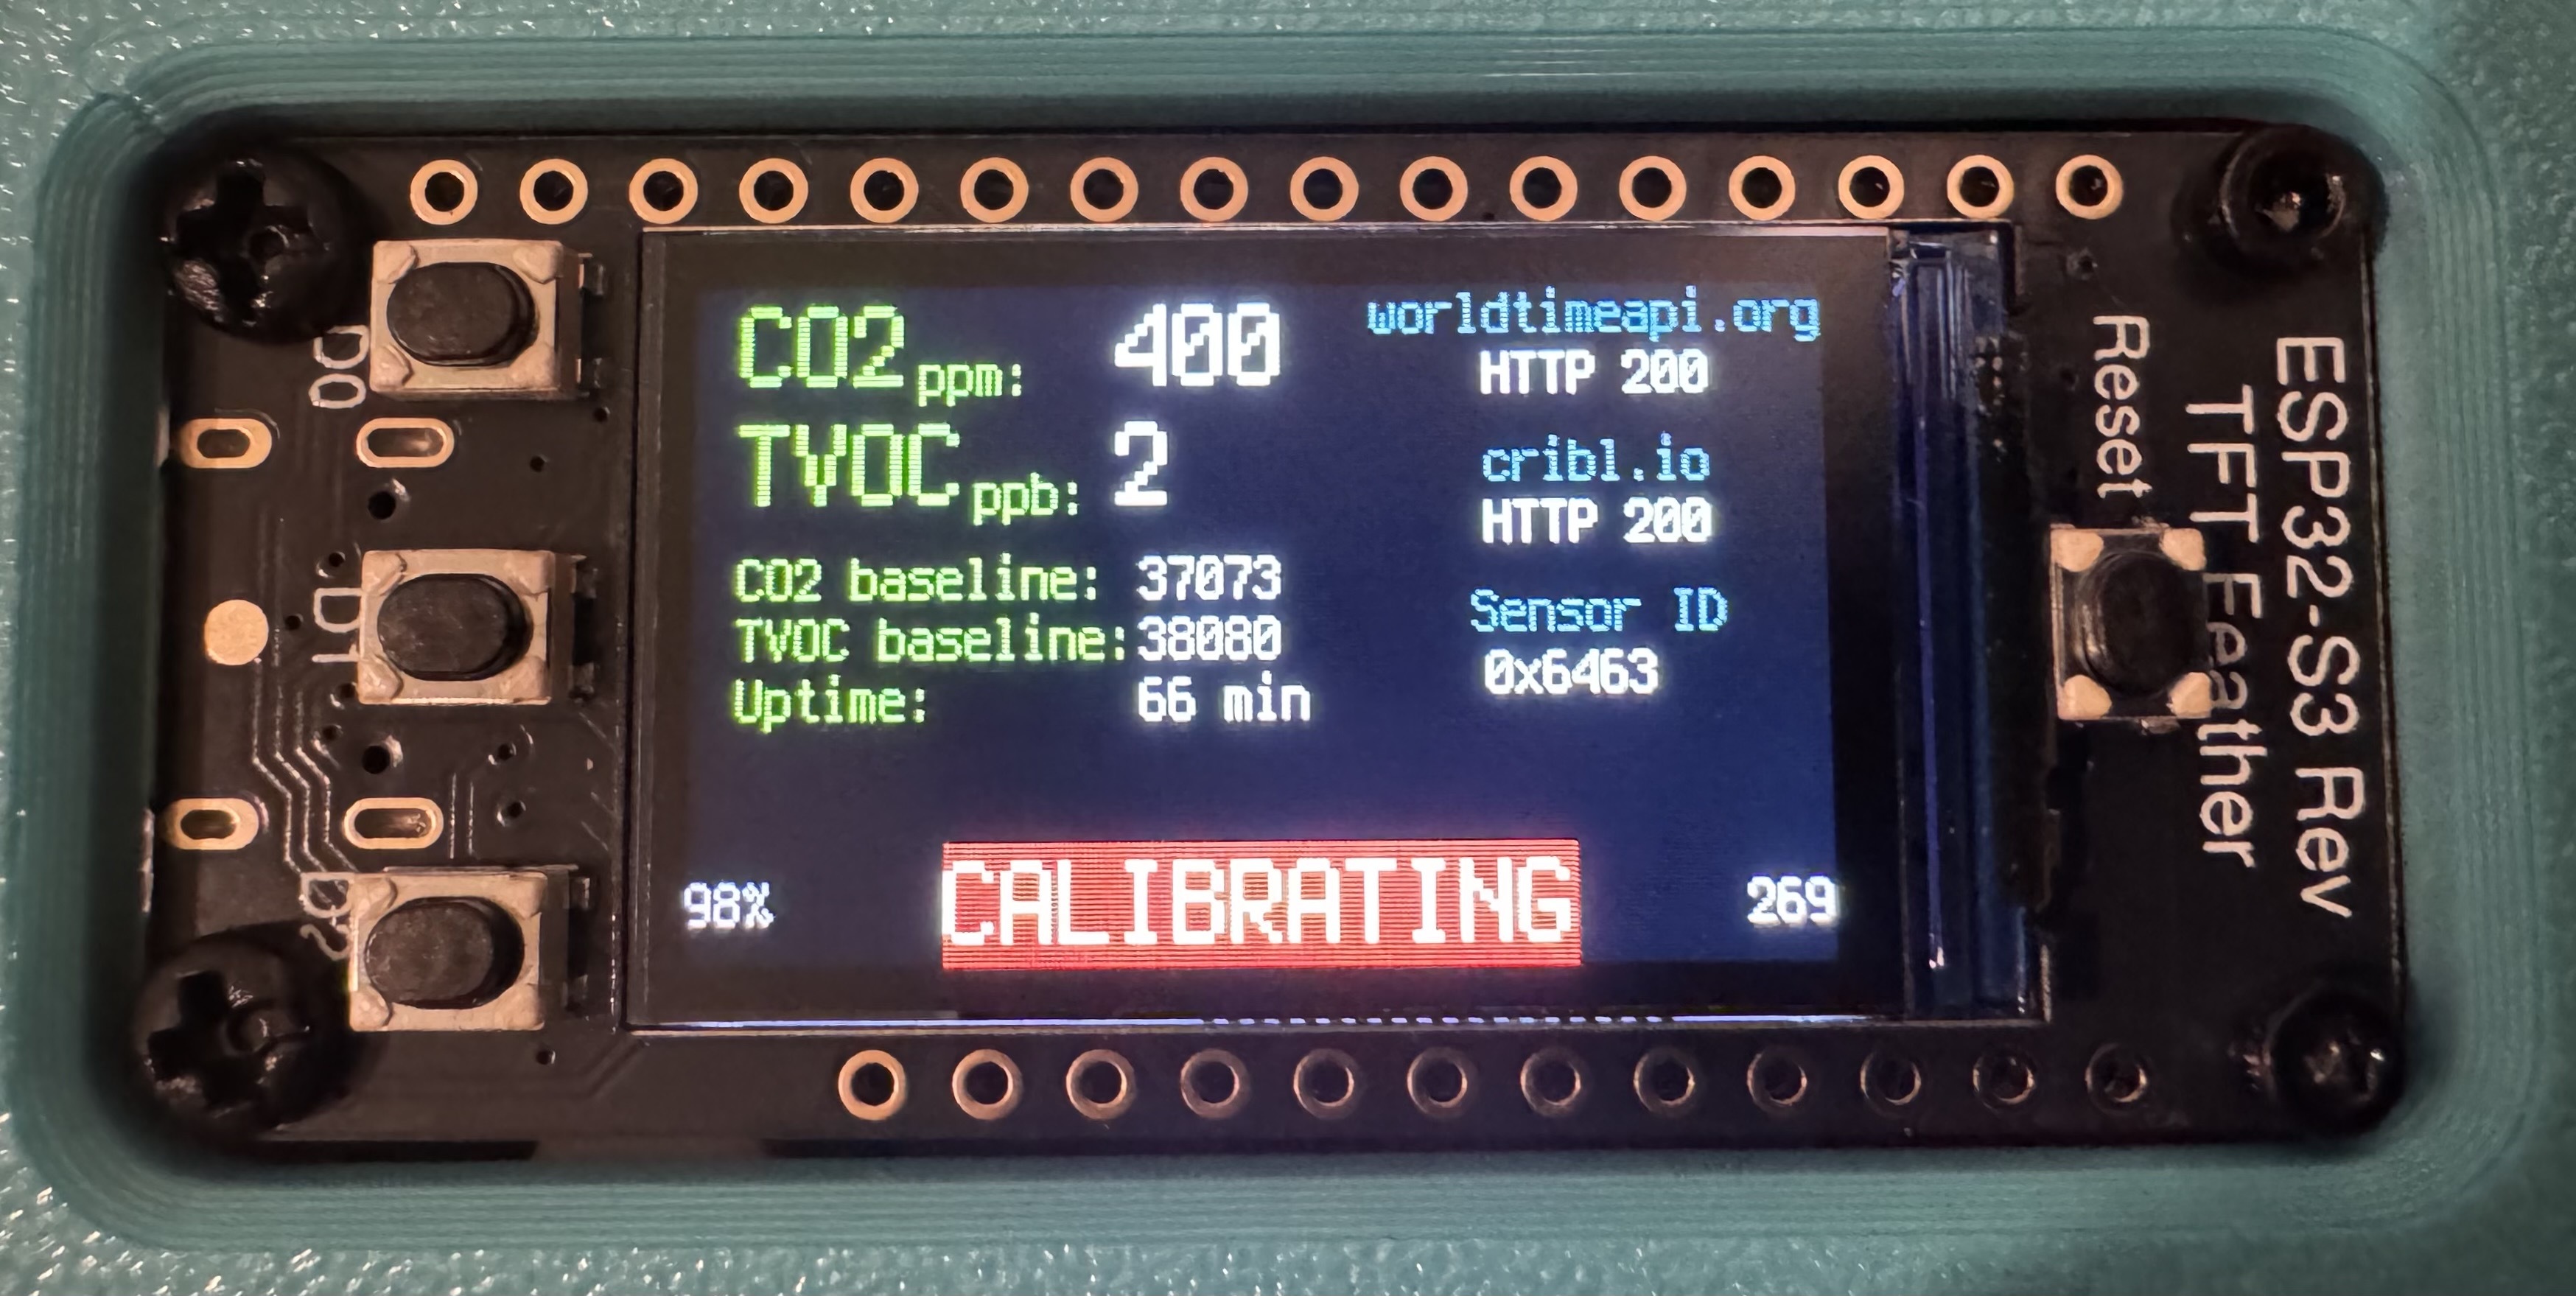 CO2 ppm: 400
TVOC ppb: 2
CO2 baseline: 37073
TVOC baseline: 38080
Uptime: 66 min
worldtimeapi.org
HTTP 200
cribl.io
HTTP 200
Sensor ID
0x6463
98%
CALIBRATING
269
D0
D1
D2
Reset
ESP32-S3 Rev
TFT Feather